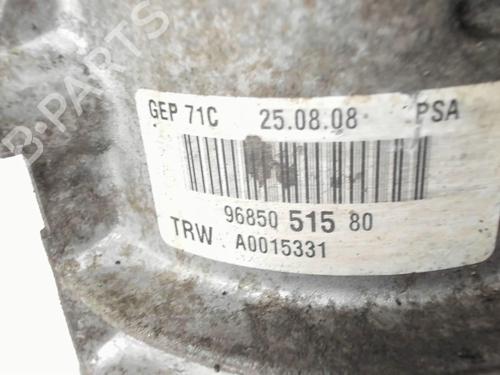 GEP 71C 25.08.08 PSA
96850 515 80
TRW A0015331
B-PARTS